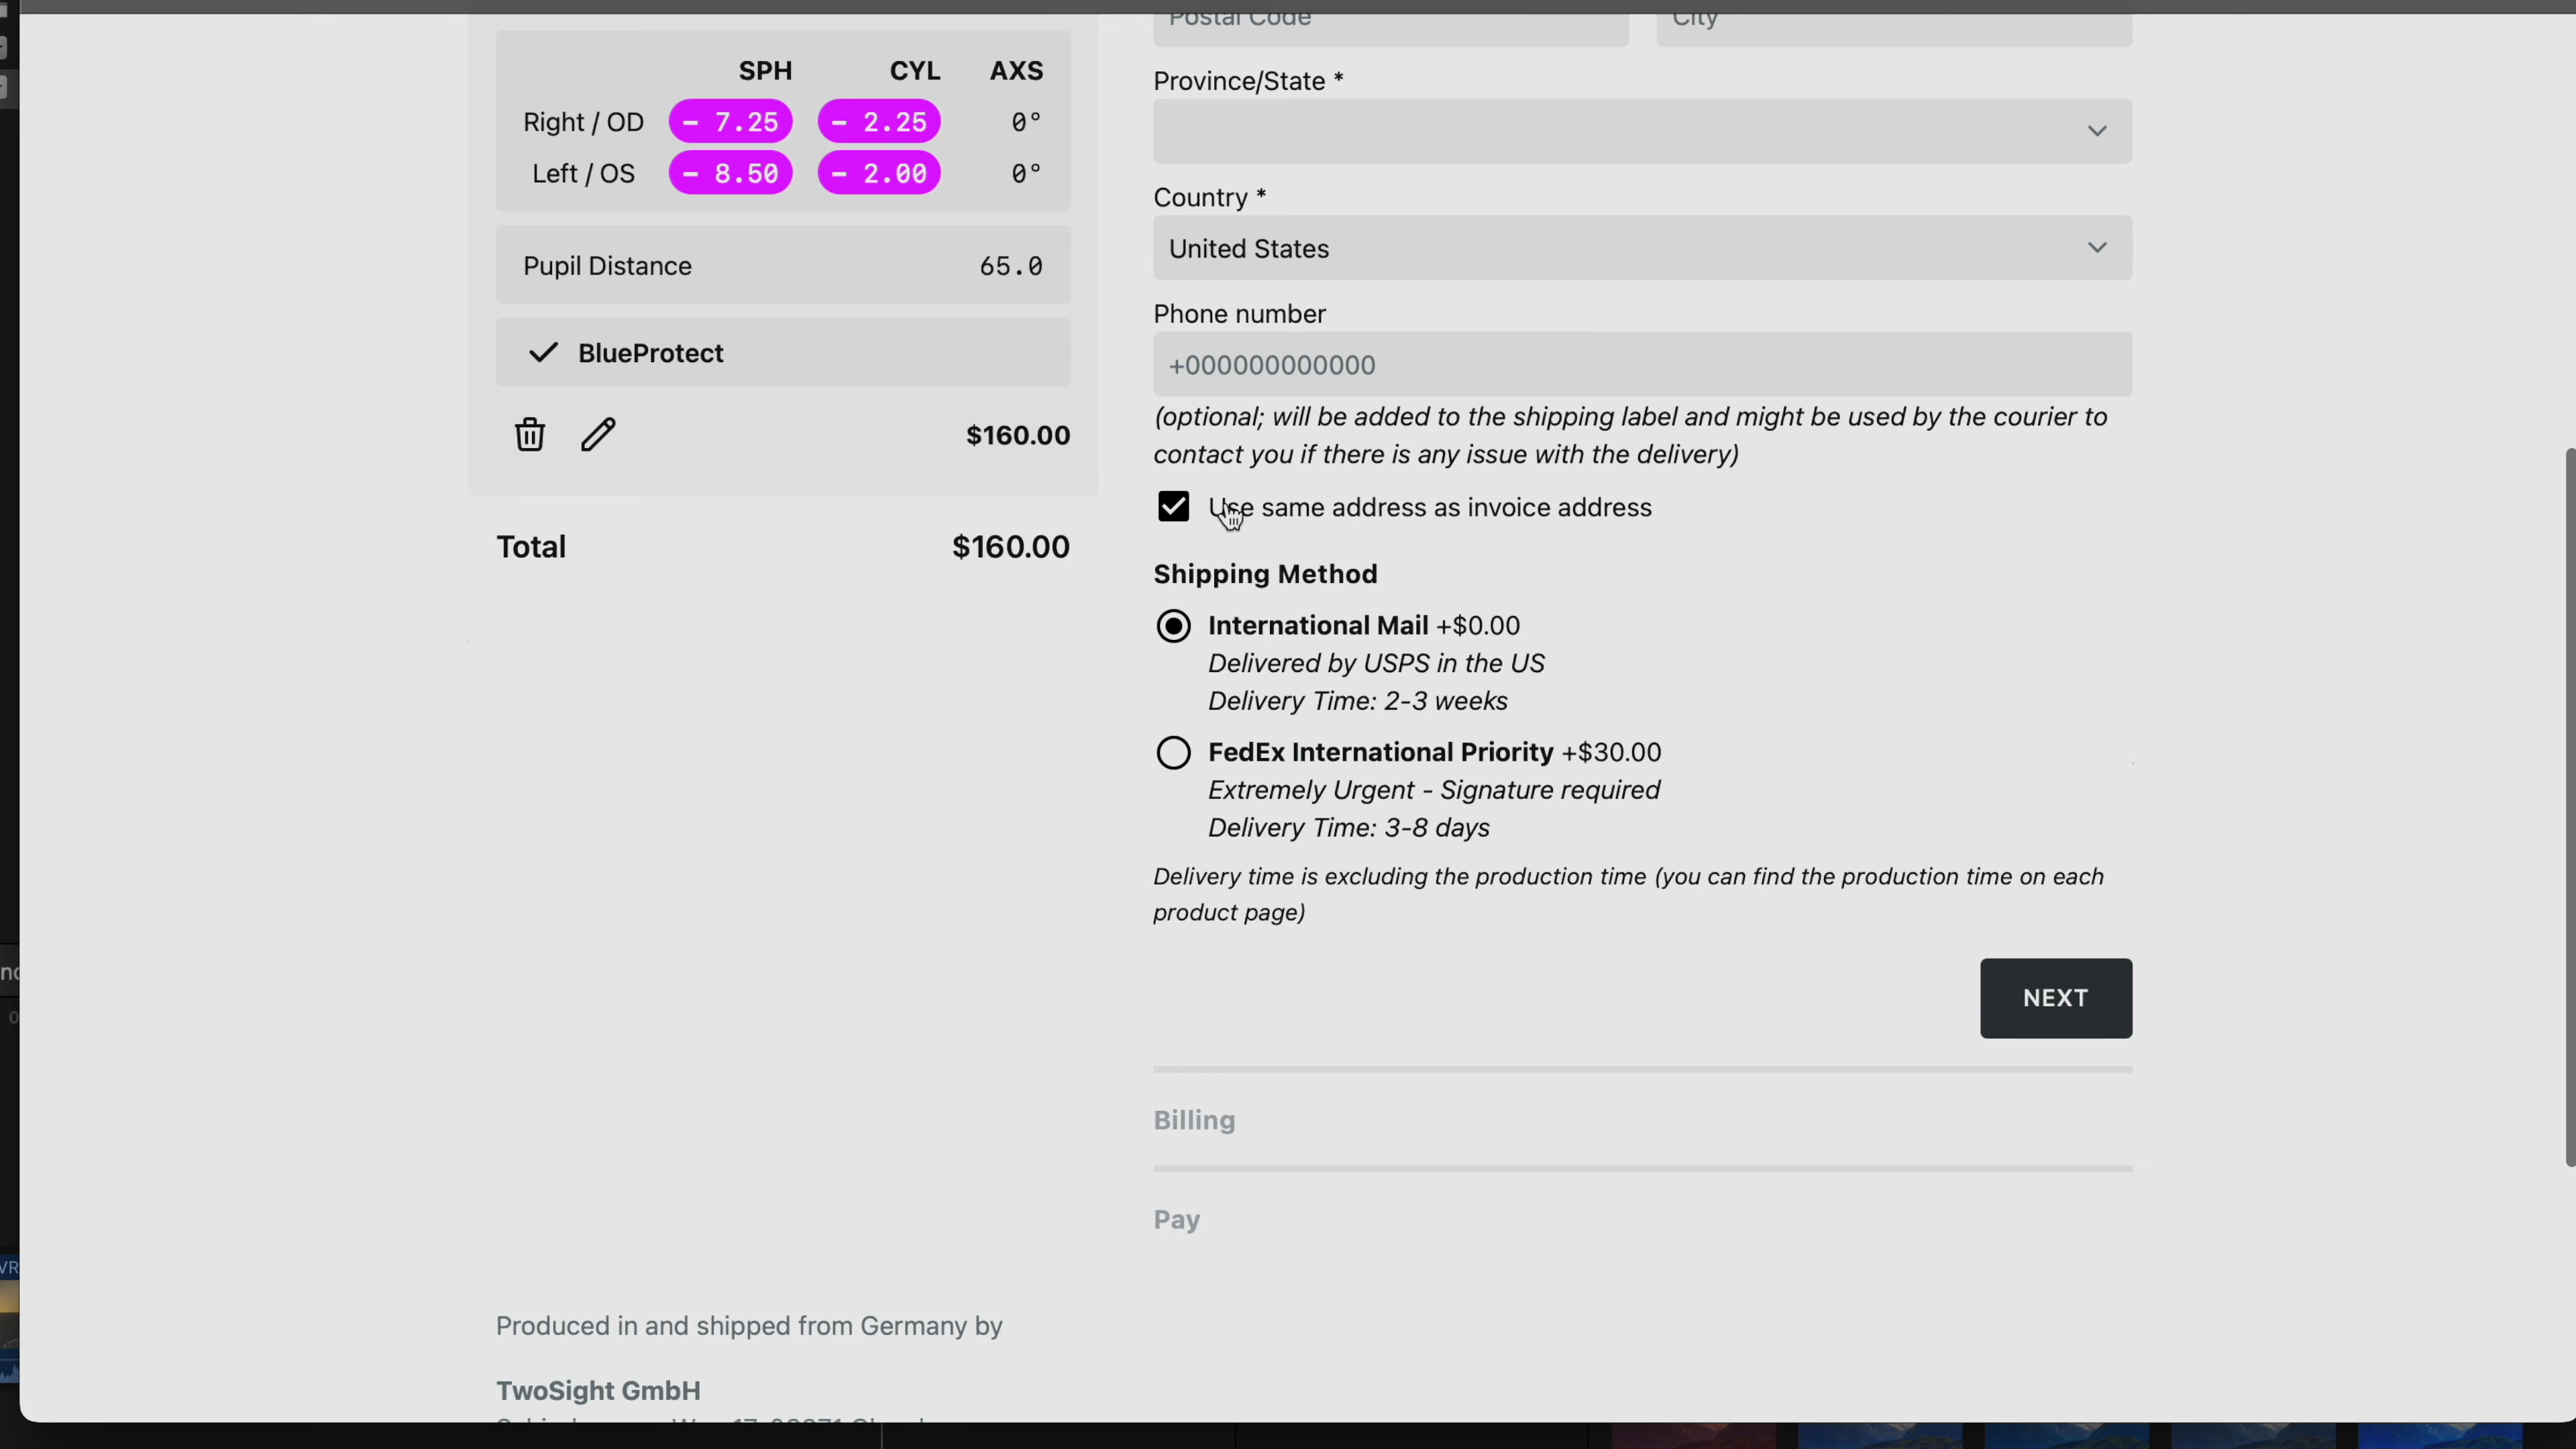 SPH CYL AXS
Right / OD − 7.25 − 2.25 0°
Left / OS − 8.50 − 2.00 0°
Pupil Distance 65.0
BlueProtect
$160.00
Total $160.00
Produced in and shipped from Germany by
TwoSight GmbH
Postal Code City
Province/State *
Country *
United States
Phone number
+000000000000
(optional; will be added to the shipping label and might be used by the courier to
contact you if there is any issue with the delivery)
Use same address as invoice address
Shipping Method
International Mail +$0.00
Delivered by USPS in the US
Delivery Time: 2-3 weeks
FedEx International Priority +$30.00
Extremely Urgent - Signature required
Delivery Time: 3-8 days
Delivery time is excluding the production time (you can find the production time on each
product page)
NEXT
Billing
Pay
VR